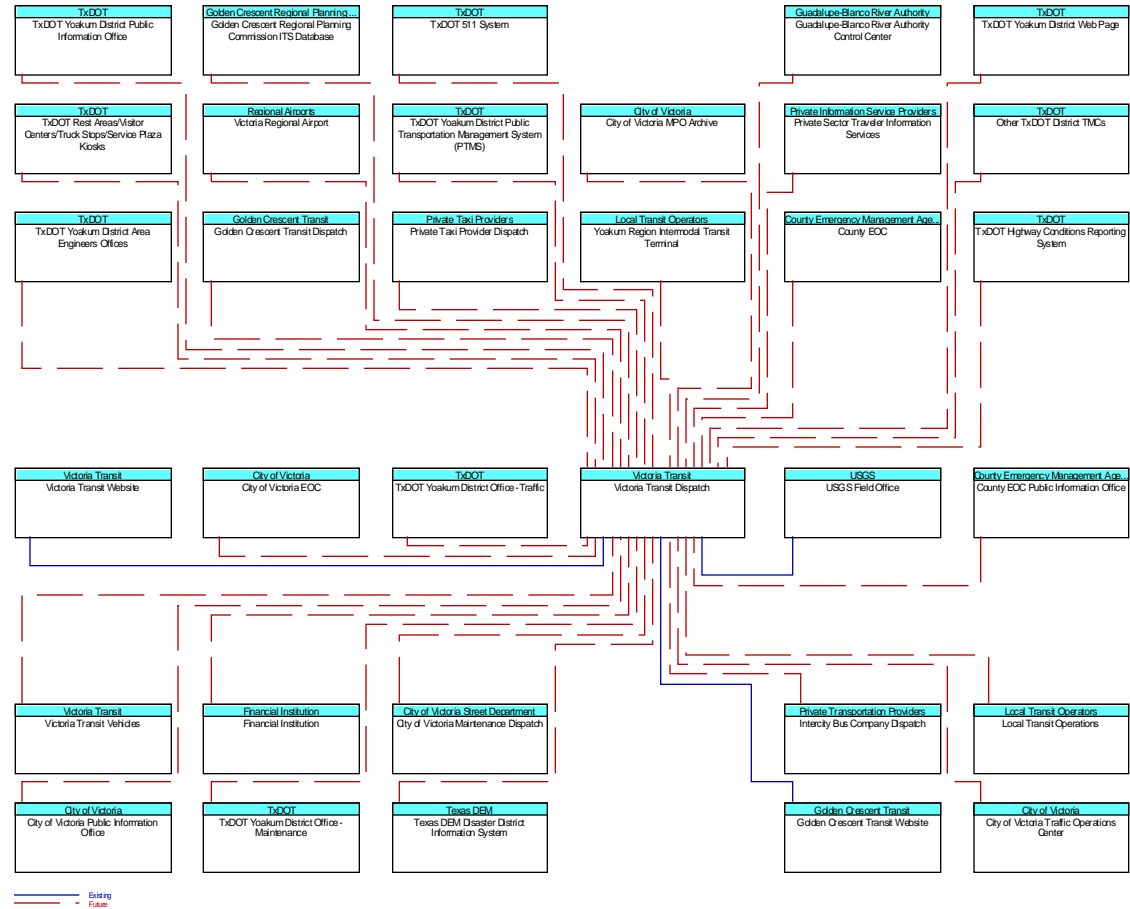 TxDOT
TxDOT Yoakum District Public
Information Office
Golden Crescent Regional Planning ...
Golden Crescent Regional Planning
Commission ITS Database
TxDOT
TxDOT 511 System
Guadalupe-Blanco River Authority
Guadalupe-Blanco River Authority
Control Center
TxDOT
TxDOT Yoakum District Web Page
TxDOT
TxDOT Rest Areas/Visitor
Centers/Truck Stops/Service Plaza
Kiosks
Regional Airports
Victoria Regional Airport
TxDOT
TxDOT Yoakum District Public
Transportation Management System
(PTMS)
City of Victoria
City of Victoria MPO Archive
Private Information Service Providers
Private Sector Traveler Information
Services
TxDOT
Other TxDOT District TMCs
TxDOT
TxDOT Yoakum District Area
Engineers Offices
Golden Crescent Transit
Golden Crescent Transit Dispatch
Private Taxi Providers
Private Taxi Provider Dispatch
Local Transit Operators
Yoakum Region Intermodal Transit
Terminal
County Emergency Management Age...
County EOC
TxDOT
TxDOT Highway Conditions Reporting
System
Victoria Transit
Victoria Transit Website
City of Victoria
City of Victoria EOC
TxDOT
TxDOT Yoakum District Office - Traffic
Victoria Transit
Victoria Transit Dispatch
USGS
USGS Field Office
County Emergency Management Age...
County EOC Public Information Office
Victoria Transit
Victoria Transit Vehicles
Financial Institution
Financial Institution
City of Victoria Street Department
City of Victoria Maintenance Dispatch
Private Transportation Providers
Intercity Bus Company Dispatch
Local Transit Operators
Local Transit Operations
City of Victoria
City of Victoria Public Information
Office
TxDOT
TxDOT Yoakum District Office -
Maintenance
Texas DEM
Texas DEM Disaster District
Information System
Golden Crescent Transit
Golden Crescent Transit Website
City of Victoria
City of Victoria Traffic Operations
Center
Existing
Future